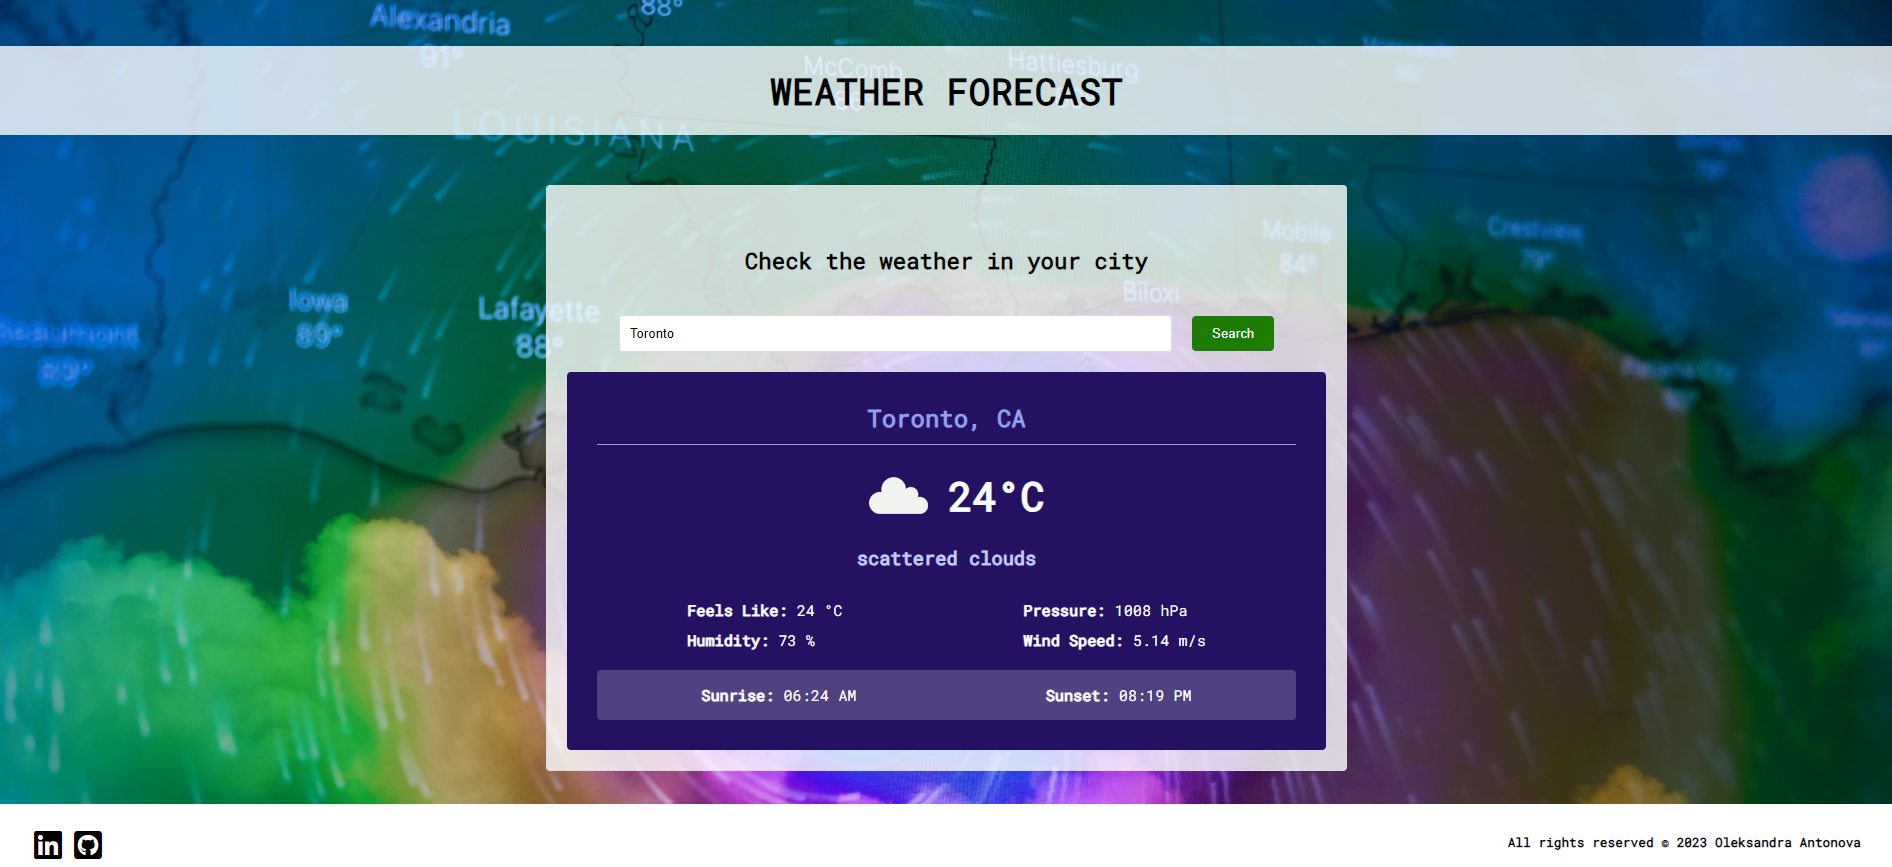 Alexandria
88°
91°
McComb
Hattiesburg
WEATHER FORECAST
LOUISIANA
Mobile
84°
Crestview
79°
Check the weather in your city
Biloxi
Iowa
89°
Lafayette
88°
Beaumont
89°
Toronto
Search
Panama City
Toronto, CA
24°C
scattered clouds
Feels Like: 24 °C
Pressure: 1008 hPa
Humidity: 73 %
Wind Speed: 5.14 m/s
Sunrise: 06:24 AM
Sunset: 08:19 PM
in
All rights reserved © 2023 Oleksandra Antonova